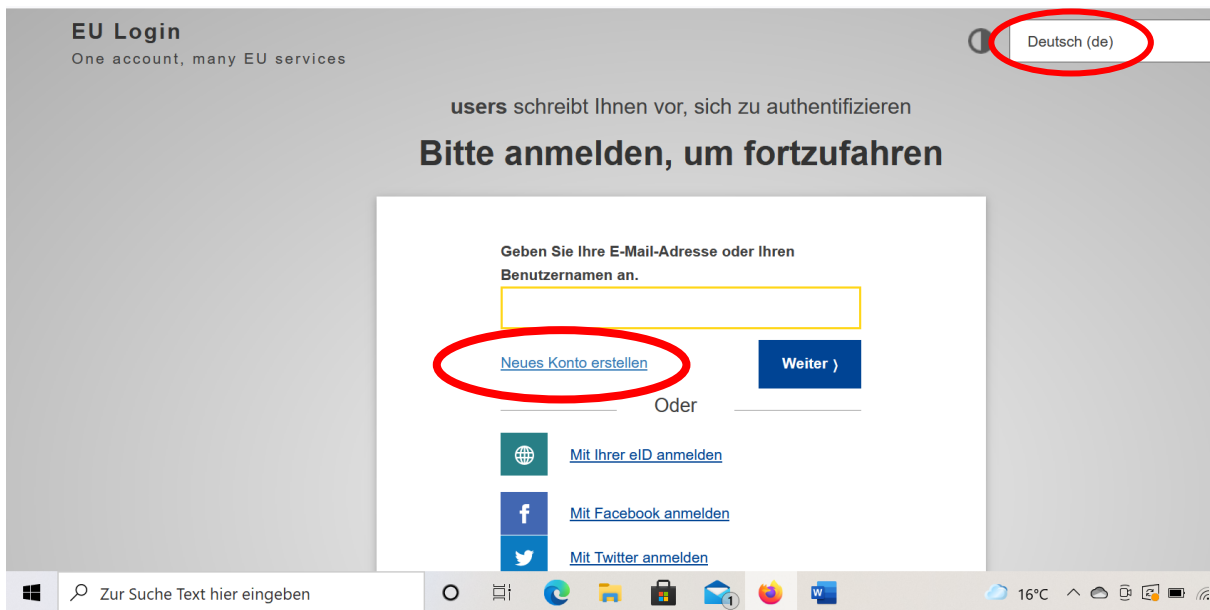 EU Login
One account, many EU services
Deutsch (de)
users schreibt Ihnen vor, sich zu authentifizieren
Bitte anmelden, um fortzufahren
Geben Sie Ihre E-Mail-Adresse oder Ihren
Benutzernamen an.
Neues Konto erstellen
Weiter ⟩
Oder
Mit Ihrer eID anmelden
f
Mit Facebook anmelden
Mit Twitter anmelden
Zur Suche Text hier eingeben
1
W
16°C